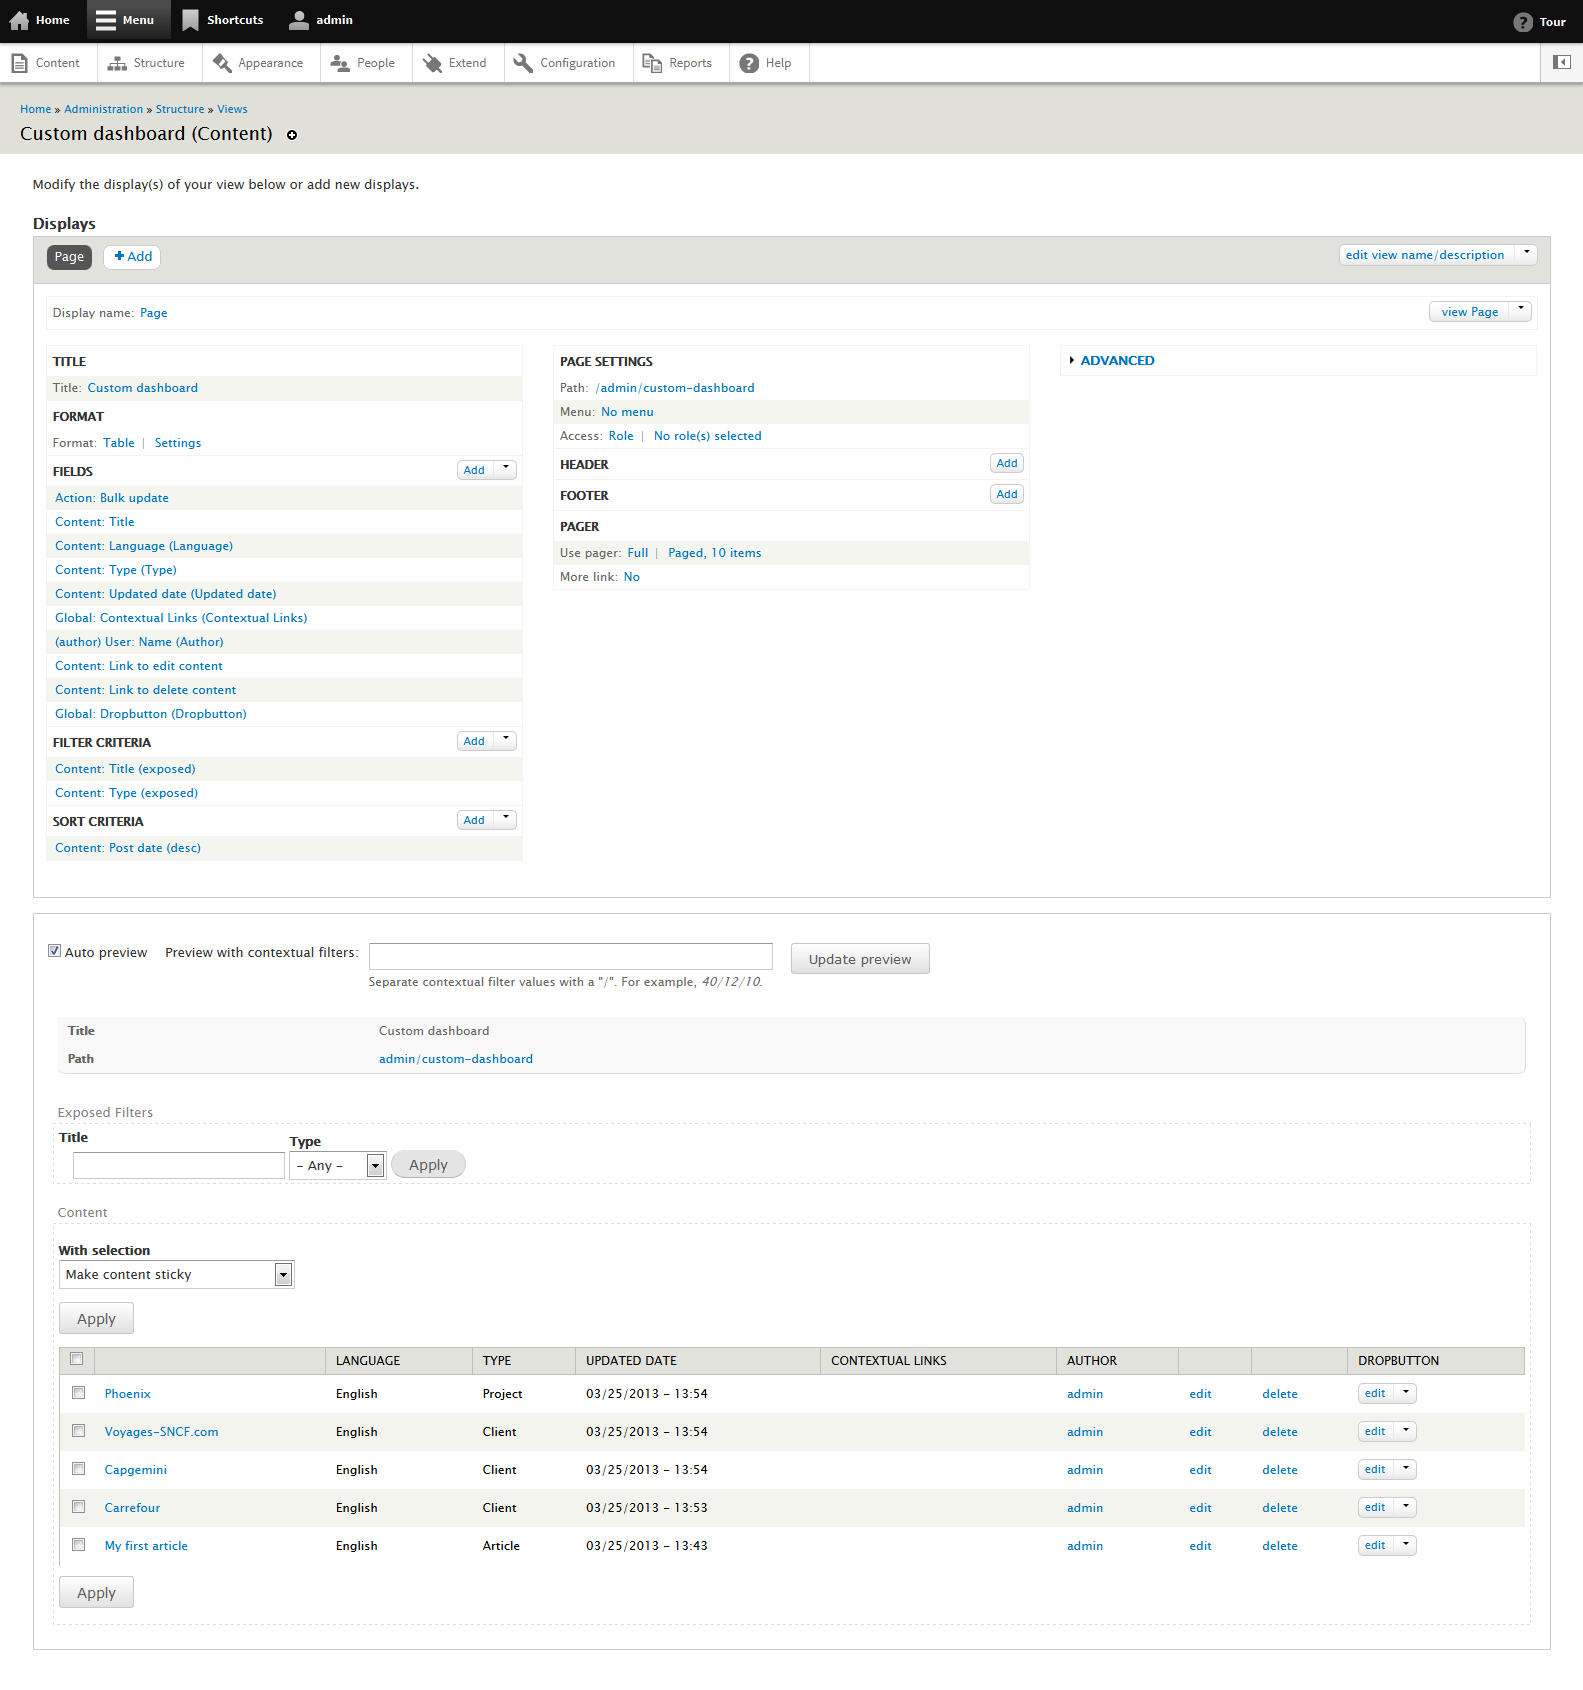 Home Menu Shortcuts admin Tour
Content Structure Appearance People Extend Configuration Reports Help
Home » Administration » Structure » Views
Custom dashboard (Content)
Modify the display(s) of your view below or add new displays.
Displays
Page Add edit view name/description
Display name: Page view Page
TITLE
Title: Custom dashboard
FORMAT
Format: Table | Settings
FIELDS Add
Action: Bulk update
Content: Title
Content: Language (Language)
Content: Type (Type)
Content: Updated date (Updated date)
Global: Contextual Links (Contextual Links)
(author) User: Name (Author)
Content: Link to edit content
Content: Link to delete content
Global: Dropbutton (Dropbutton)
FILTER CRITERIA Add
Content: Title (exposed)
Content: Type (exposed)
SORT CRITERIA Add
Content: Post date (desc)
PAGE SETTINGS
Path: /admin/custom-dashboard
Menu: No menu
Access: Role | No role(s) selected
HEADER Add
FOOTER Add
PAGER
Use pager: Full | Paged, 10 items
More link: No
ADVANCED
Auto preview Preview with contextual filters: Update preview
Separate contextual filter values with a "/". For example, 40/12/10.
Title Custom dashboard
Path admin/custom-dashboard
Exposed Filters
Title Type
- Any - Apply
Content
With selection
Make content sticky
Apply
LANGUAGE TYPE UPDATED DATE CONTEXTUAL LINKS AUTHOR DROPBUTTON
Phoenix English Project 03/25/2013 - 13:54 admin edit delete edit
Voyages-SNCF.com English Client 03/25/2013 - 13:54 admin edit delete edit
Capgemini English Client 03/25/2013 - 13:54 admin edit delete edit
Carrefour English Client 03/25/2013 - 13:53 admin edit delete edit
My first article English Article 03/25/2013 - 13:43 admin edit delete edit
Apply